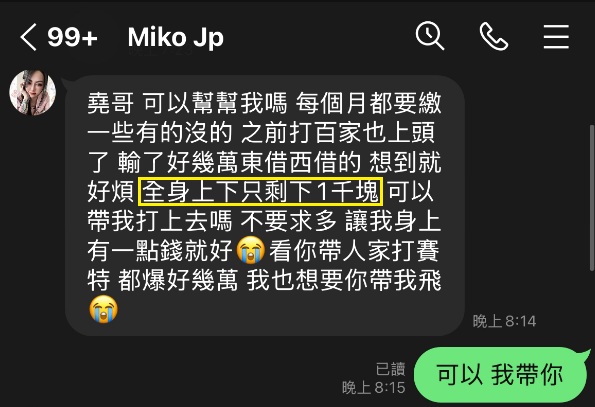 99+ Miko Jp
堯哥 可以幫幫我嗎 每個月都要繳
一些有的沒的 之前打百家也上頭
了 輸了好幾萬東借西借的 想到就
好煩 全身上下只剩下1千塊 可以
帶我打上去嗎 不要求多 讓我身上
有一點錢就好😭看你帶人家打賽
特 都爆好幾萬 我也想要你帶我飛
😭
晚上 8:14
已讀
晚上 8:15
可以 我帶你